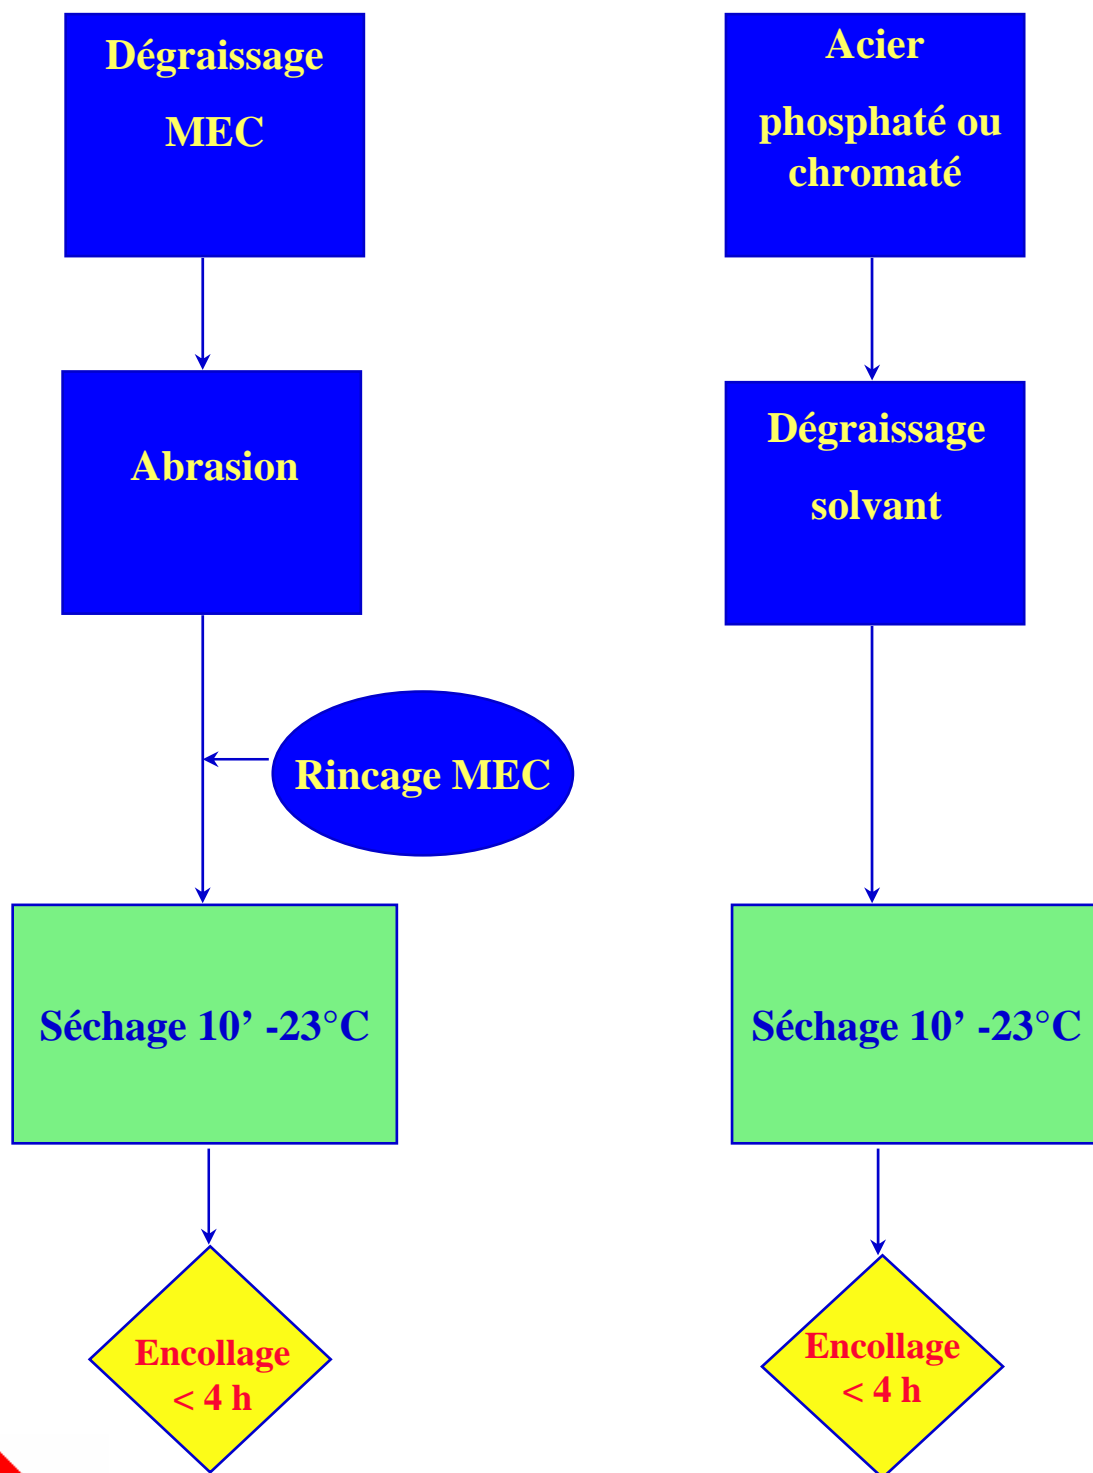 Dégraissage
MEC
Abrasion
Rincage MEC
Séchage 10’ -23°C
Encollage
< 4 h
Acier
phosphaté ou
chromaté
Dégraissage
solvant
Séchage 10’ -23°C
Encollage
< 4 h